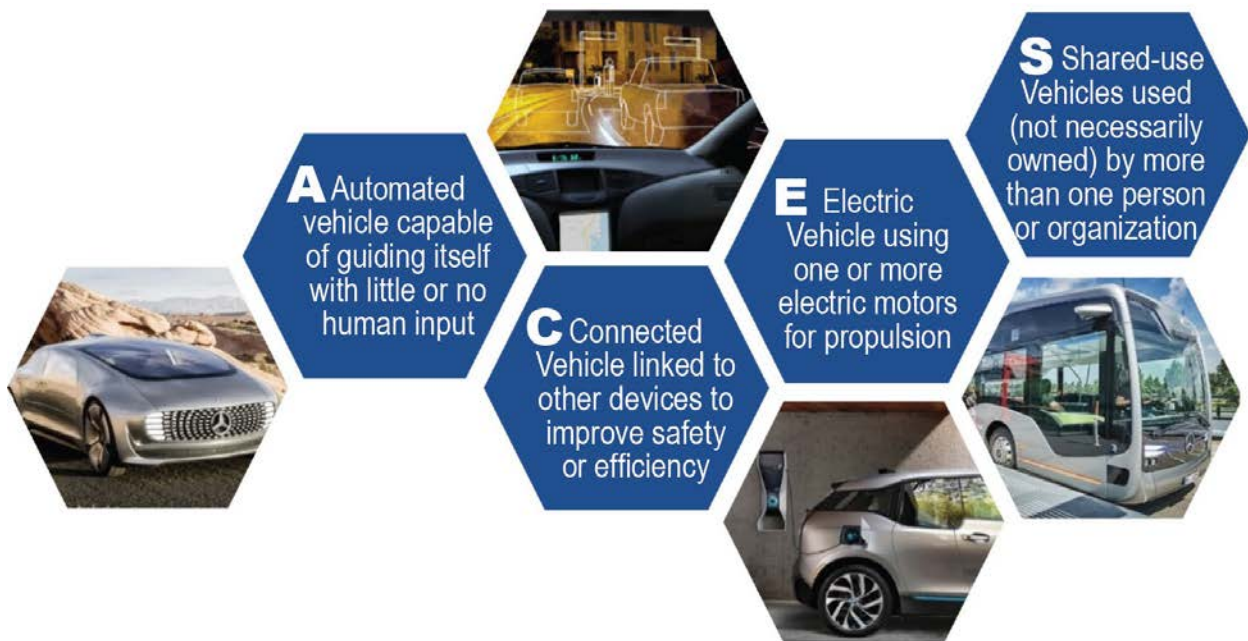 A Automated
vehicle capable
of guiding itself
with little or no
human input
C Connected
Vehicle linked to
other devices to
improve safety
or efficiency
E Electric
Vehicle using
one or more
electric motors
for propulsion
S Shared-use
Vehicles used
(not necessarily
owned) by more
than one person
or organization